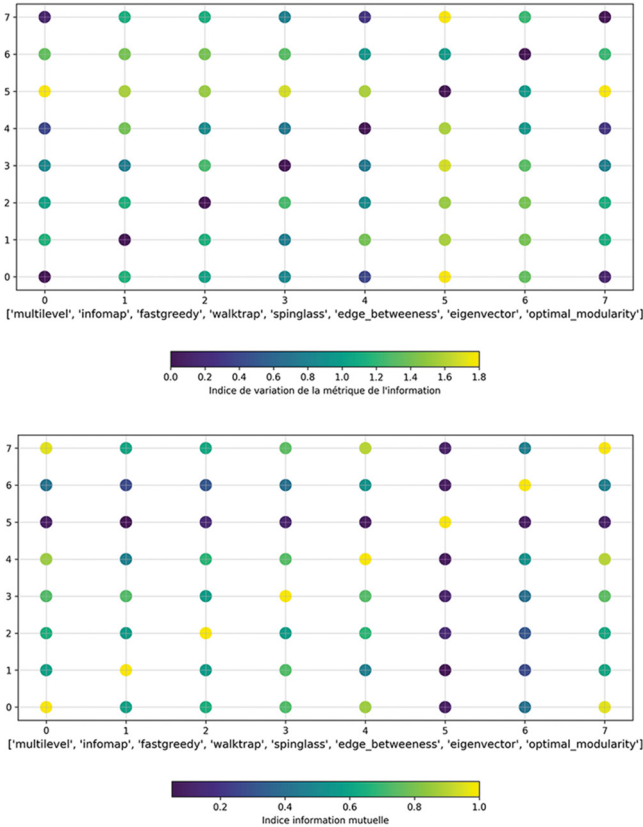 7
6
5
4
3
2
1
0
0 1 2 3 4 5 6 7
['multilevel', 'infomap', 'fastgreedy', 'walktrap', 'spinglass', 'edge_betweeness', 'eigenvector', 'optimal_modularity']
0.0 0.2 0.4 0.6 0.8 1.0 1.2 1.4 1.6 1.8
Indice de variation de la métrique de l'information
7
6
5
4
3
2
1
0
0 1 2 3 4 5 6 7
['multilevel', 'infomap', 'fastgreedy', 'walktrap', 'spinglass', 'edge_betweeness', 'eigenvector', 'optimal_modularity']
0.2 0.4 0.6 0.8 1.0
Indice information mutuelle